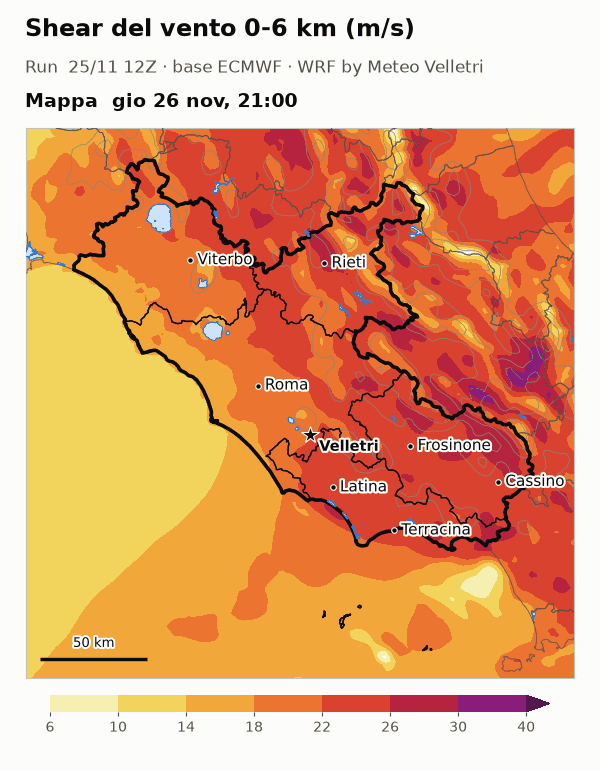 Shear del vento 0-6 km (m/s)
Run 25/11 12Z · base ECMWF · WRF by Meteo Velletri
Mappa gio 26 nov, 21:00
Viterbo
Rieti
Roma
Velletri
Frosinone
Latina
Cassino
Terracina
50 km
6 10 14 18 22 26 30 40